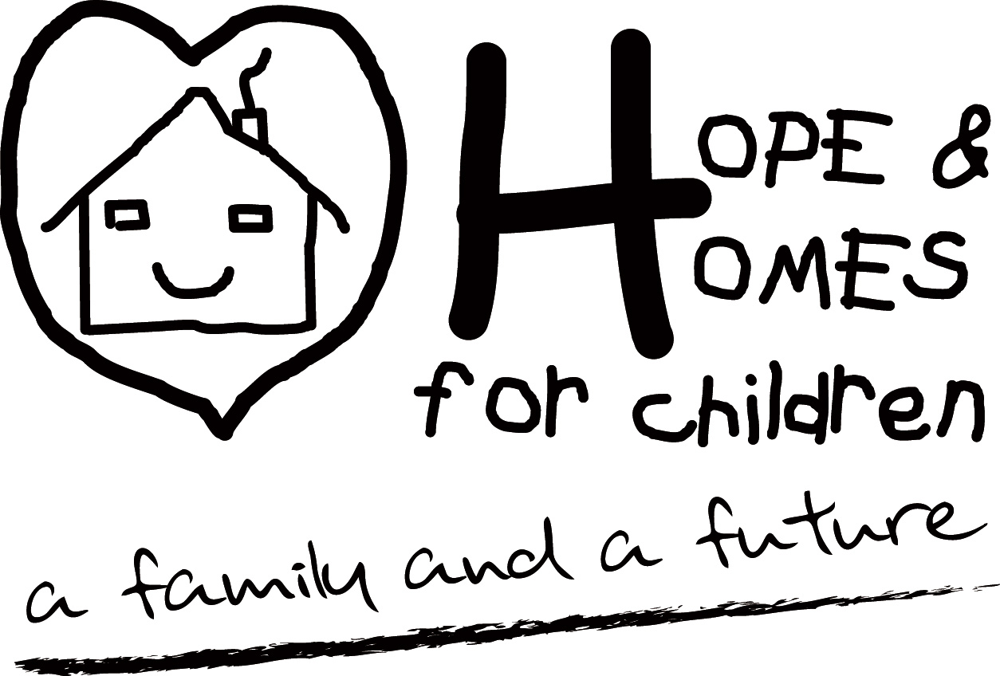 HOPE &
HOMES
for children
a family and a future